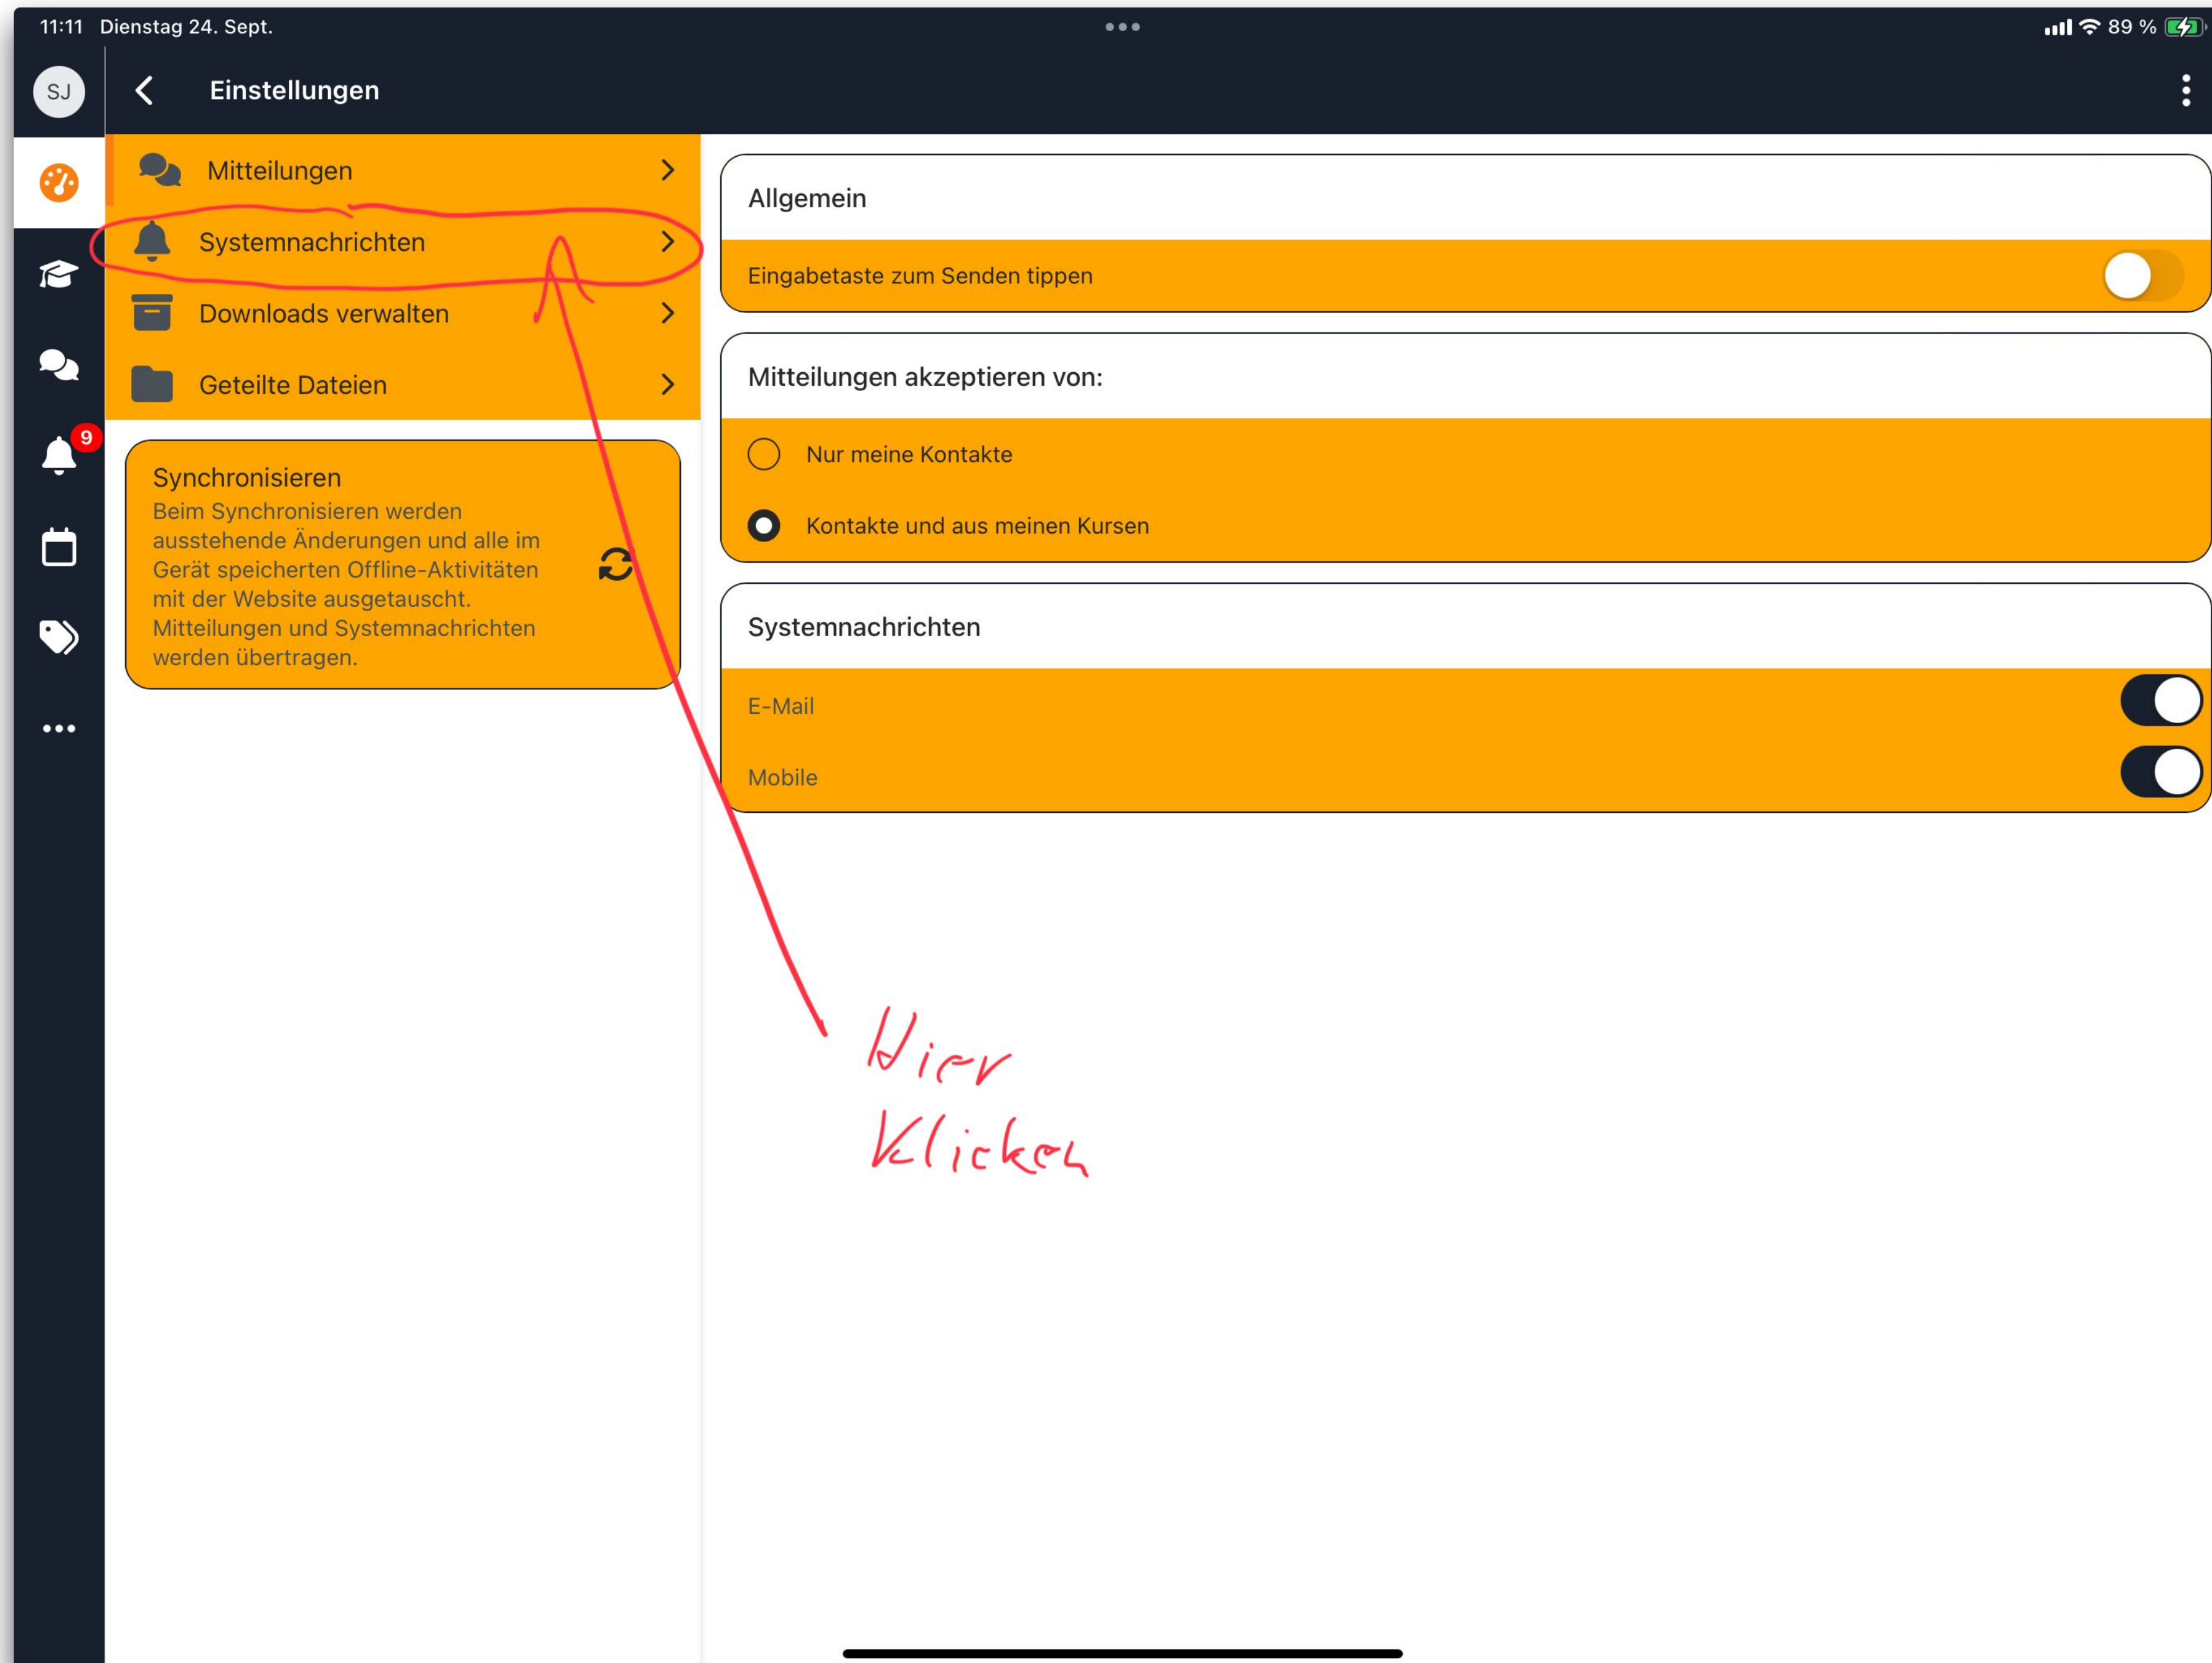 11:11 Dienstag 24. Sept.
89 %
SJ
Einstellungen
Mitteilungen
Systemnachrichten
Downloads verwalten
Geteilte Dateien
9
Synchronisieren
Beim Synchronisieren werden
ausstehende Änderungen und alle im
Gerät speicherten Offline-Aktivitäten
mit der Website ausgetauscht.
Mitteilungen und Systemnachrichten
werden übertragen.
Allgemein
Eingabetaste zum Senden tippen
Mitteilungen akzeptieren von:
Nur meine Kontakte
Kontakte und aus meinen Kursen
Systemnachrichten
E-Mail
Mobile
Hier
Klicken